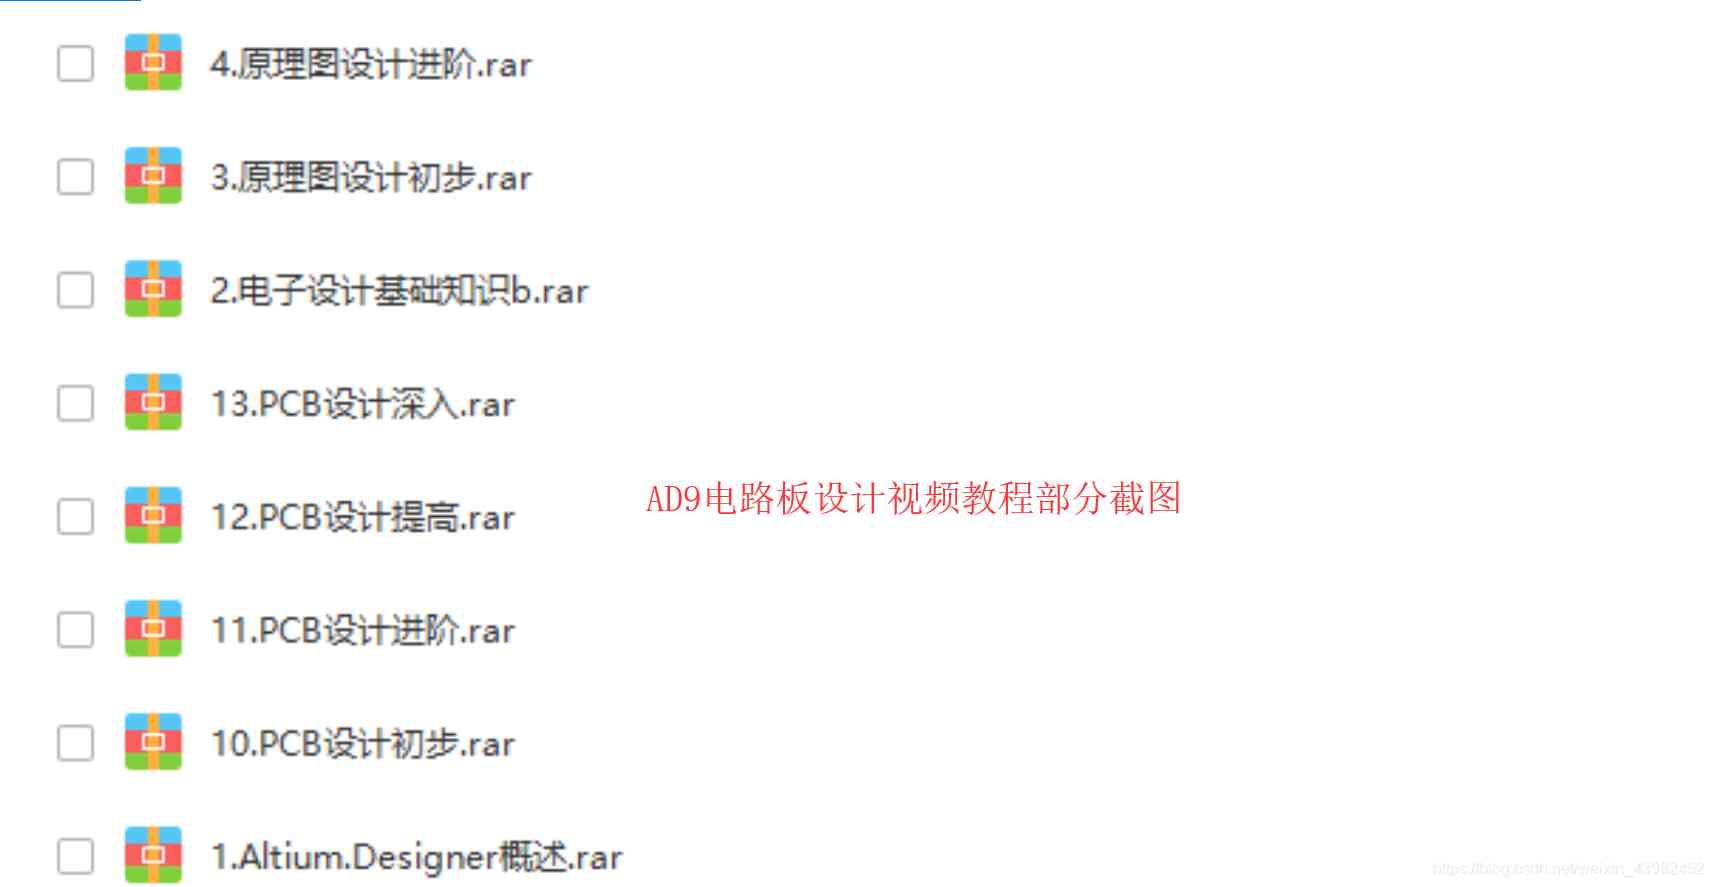 4.原理图设计进阶.rar
3.原理图设计初步.rar
2.电子设计基础知识b.rar
13.PCB设计深入.rar
AD9电路板设计视频教程部分截图
12.PCB设计提高.rar
11.PCB设计进阶.rar
10.PCB设计初步.rar
1.Altium.Designer概述.rar
https://blog.csdn.net/weixin_43982452